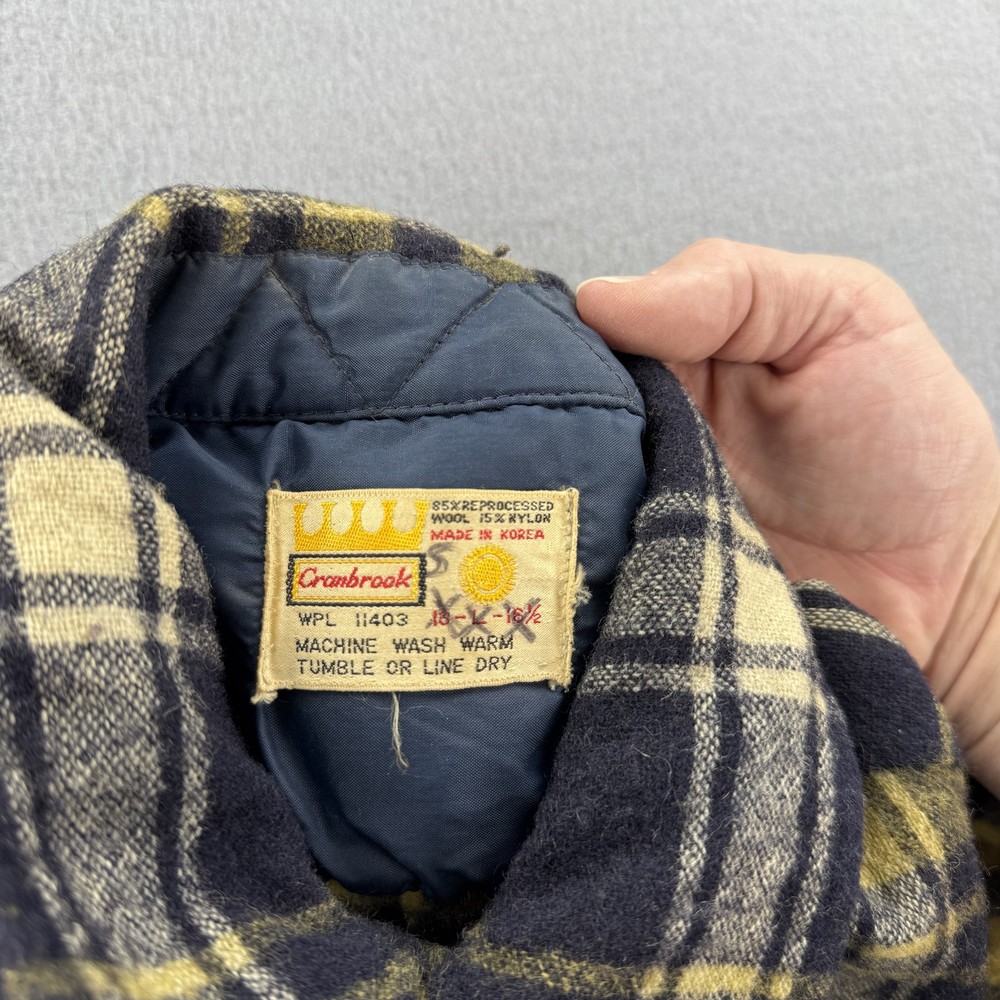 85% REPROCESSED
WOOL 15% NYLON
MADE IN KOREA
Cranbrook
S
WPL 11403 16-L-16½
MACHINE WASH WARM
TUMBLE OR LINE DRY